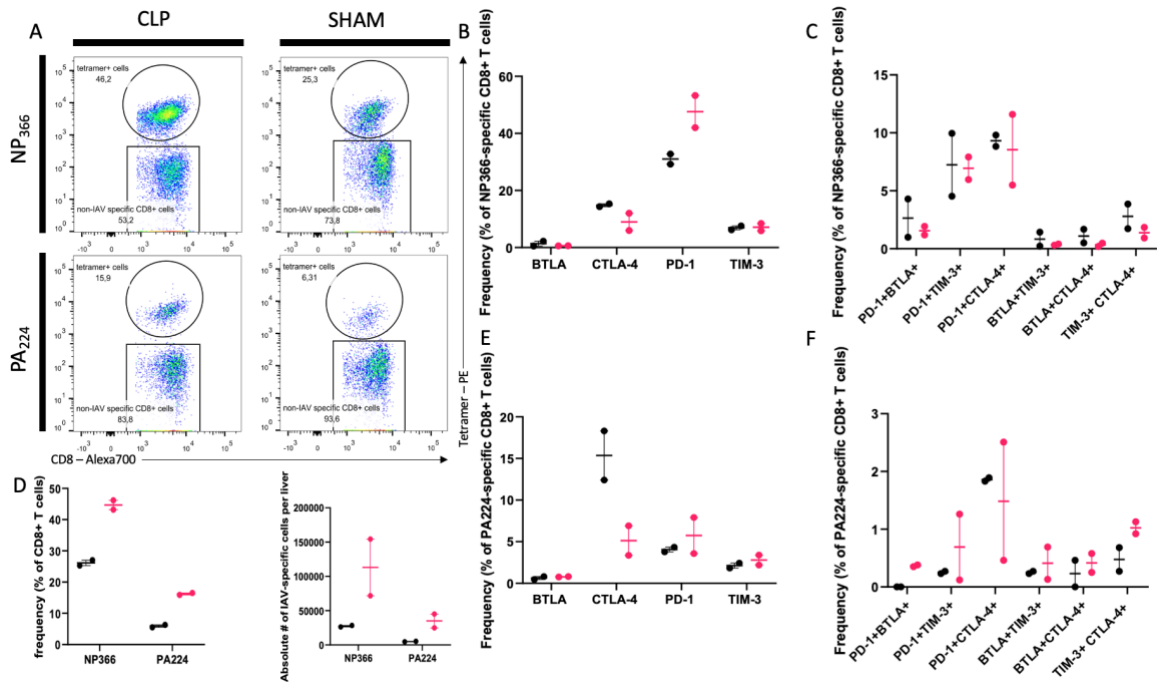 A
CLP
SHAM
NP366
PA224
tetramer+ cells
46,2
non-IAV specific CD8+ cells
53,2
tetramer+ cells
25,3
non-IAV specific CD8+ cells
73,8
tetramer+ cells
15,9
non-IAV specific CD8+ cells
83,8
tetramer+ cells
6,31
non-IAV specific CD8+ cells
93,6
CD8 – Alexa700
Tetramer – PE
B
Frequency (% of NP366-specific CD8+ T cells)
60
40
20
0
BTLA CTLA-4 PD-1 TIM-3
C
Frequency (% of NP366-specific CD8+ T cells)
15
10
5
0
PD-1+BTLA+
PD-1+TIM-3+
PD-1+CTLA-4+
BTLA+TIM-3+
BTLA+CTLA-4+
TIM-3+ CTLA-4+
D
frequency (% of CD8+ T cells)
50
40
30
20
10
0
NP366 PA224
Absolute # of IAV-specific cells per liver
200000
150000
100000
50000
0
NP366 PA224
E
Frequency (% of PA224-specific CD8+ T cells)
20
15
10
5
0
BTLA CTLA-4 PD-1 TIM-3
F
Frequency (% of PA224-specific CD8+ T cells)
3
2
1
0
PD-1+BTLA+
PD-1+TIM-3+
PD-1+CTLA-4+
BTLA+TIM-3+
BTLA+CTLA-4+
TIM-3+ CTLA-4+